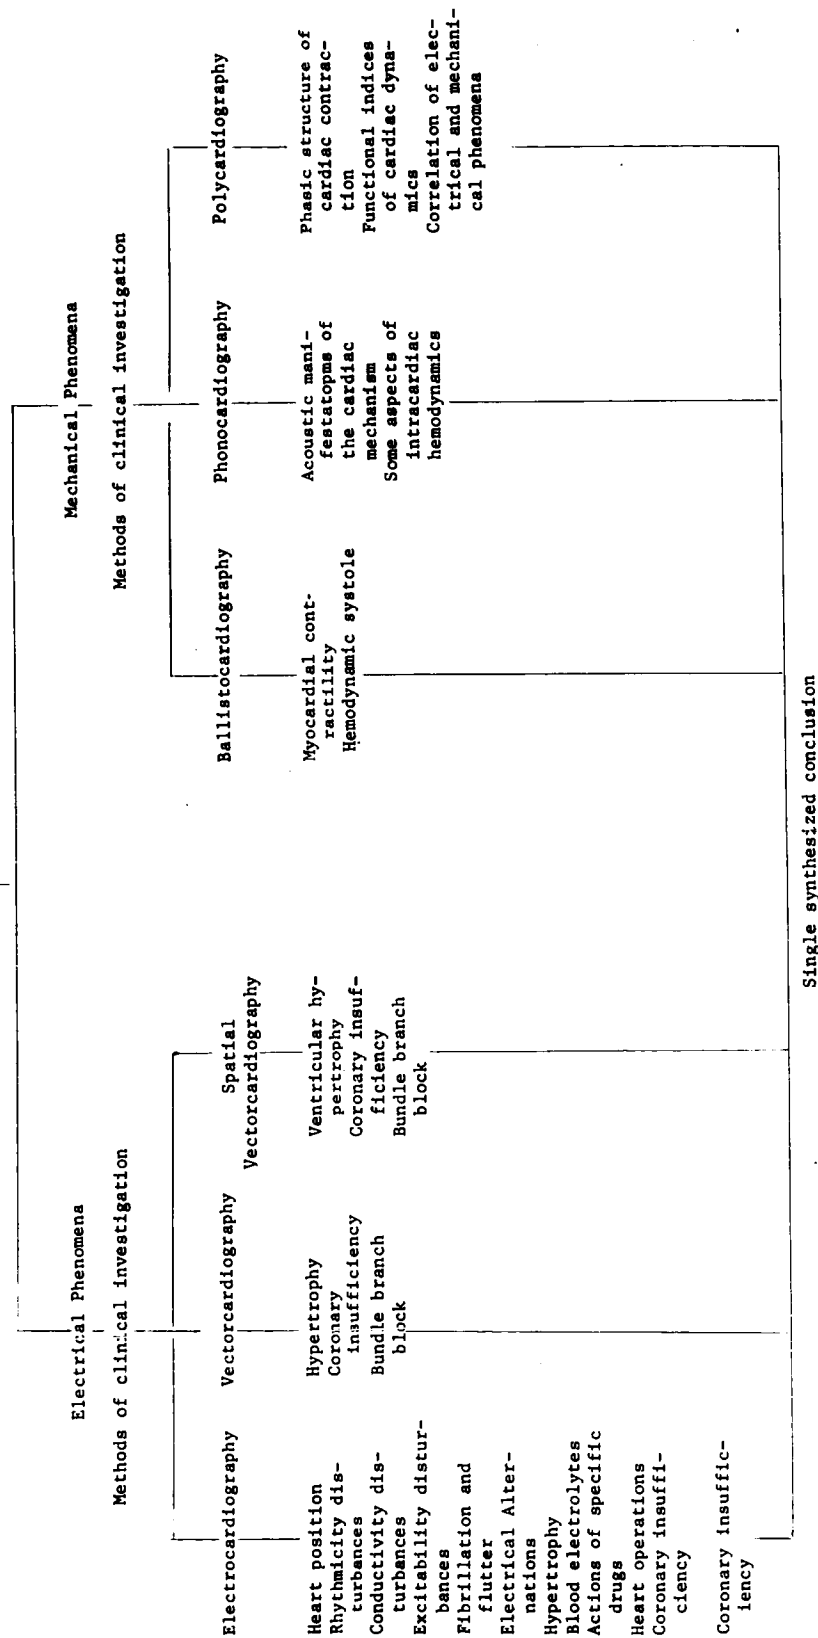 Electrical Phenomena
Methods of clinical investigation
Electrocardiography
Heart position
Rhythmicity dis-
turbances
Conductivity dis-
turbances
Excitability distur-
bances
Fibrillation and
flutter
Electrical Alter-
nations
Hypertrophy
Blood electrolytes
Actions of specific
drugs
Heart operations
Coronary insuffi-
ciency
Coronary insuffic-
iency
Vectorcardiography
Hypertrophy
Coronary
insufficiency
Bundle branch
block
Spatial
Vectorcardiography
Ventricular hy-
pertrophy
Coronary insuf-
ficiency
Bundle branch
block
Mechanical Phenomena
Methods of clinical investigation
Ballistocardiography
Myocardial cont-
ractility
Hemodynamic systole
Phonocardiography
Acoustic mani-
festatopms of
the cardiac
mechanism
Some aspects of
intracardiac
hemodynamics
Polycardiography
Phasic structure of
cardiac contrac-
tion
Functional indices
of cardiac dyna-
mics
Correlation of elec-
trical and mechani-
cal phenomena
Single synthesized conclusion